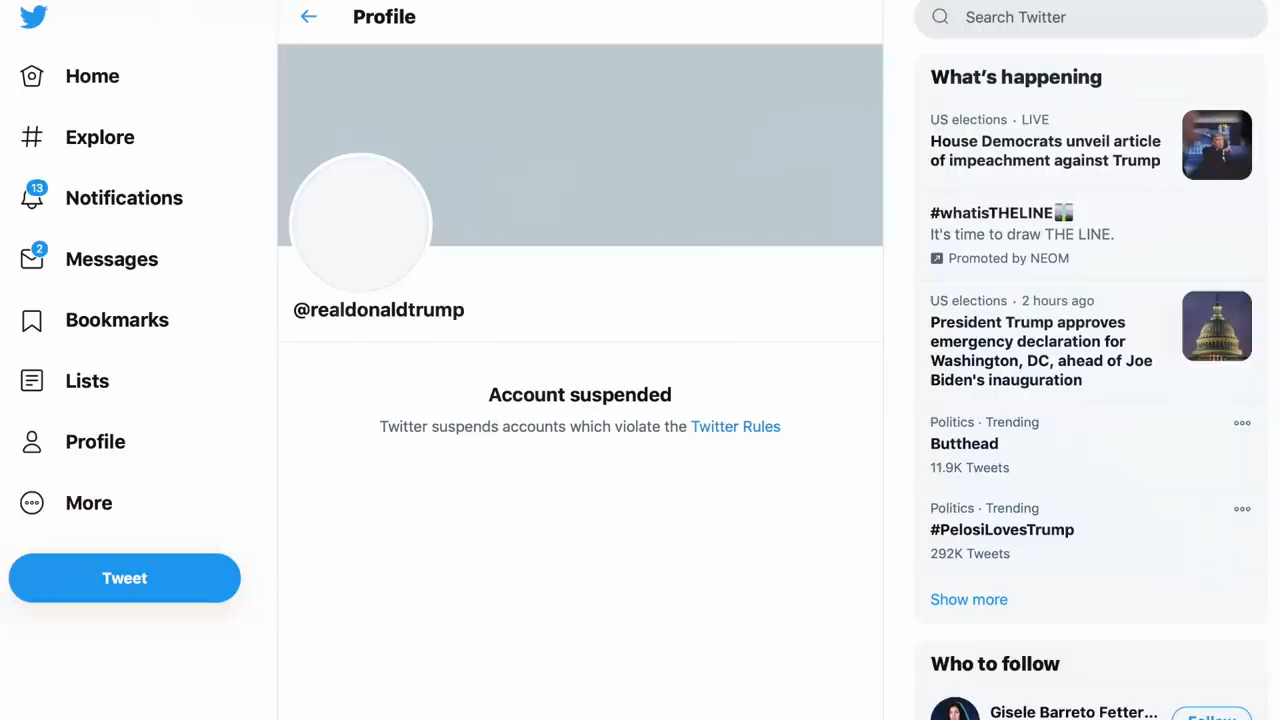 Profile
Search Twitter
Home
Explore
13
Notifications
2
Messages
Bookmarks
Lists
Profile
More
Tweet
@realdonaldtrump
Account suspended
Twitter suspends accounts which violate the Twitter Rules
What's happening
US elections · LIVE
House Democrats unveil article
of impeachment against Trump
#whatisTHELINE
It's time to draw THE LINE.
Promoted by NEOM
US elections · 2 hours ago
President Trump approves
emergency declaration for
Washington, DC, ahead of Joe
Biden's inauguration
Politics · Trending
Butthead
11.9K Tweets
Politics · Trending
#PelosiLovesTrump
292K Tweets
Show more
Who to follow
Gisele Barreto Fetter...
Follow